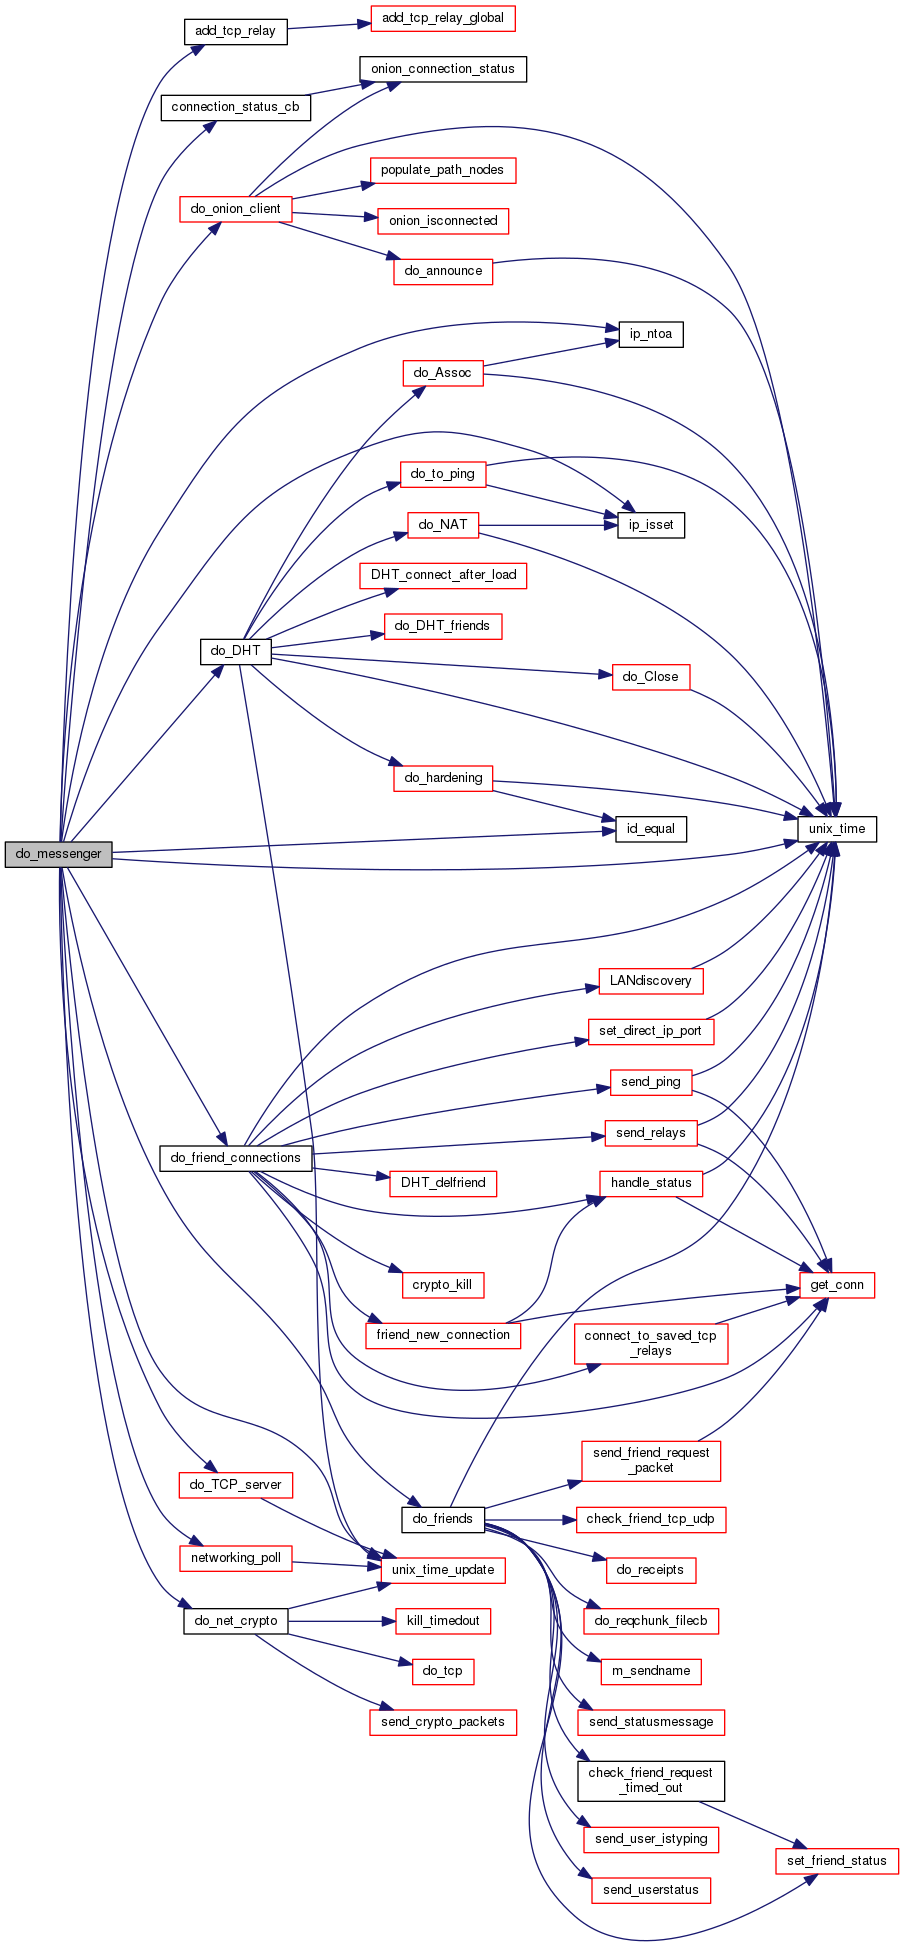 add_tcp_relay_global
add_tcp_relay
onion_connection_status
connection_status_cb
populate_path_nodes
do_onion_client
onion_isconnected
do_announce
ip_ntoa
do_Assoc
do_to_ping
do_NAT
ip_isset
DHT_connect_after_load
do_DHT_friends
do_DHT
do_Close
do_hardening
id_equal
unix_time
do_messenger
LANdiscovery
set_direct_ip_port
send_ping
send_relays
do_friend_connections
DHT_delfriend
handle_status
crypto_kill
get_conn
friend_new_connection
connect_to_saved_tcp
_relays
send_friend_request
_packet
do_TCP_server
do_friends
check_friend_tcp_udp
networking_poll
unix_time_update
do_receipts
do_net_crypto
kill_timedout
do_reqchunk_filecb
do_tcp
m_sendname
send_crypto_packets
send_statusmessage
check_friend_request
_timed_out
send_user_istyping
set_friend_status
send_userstatus